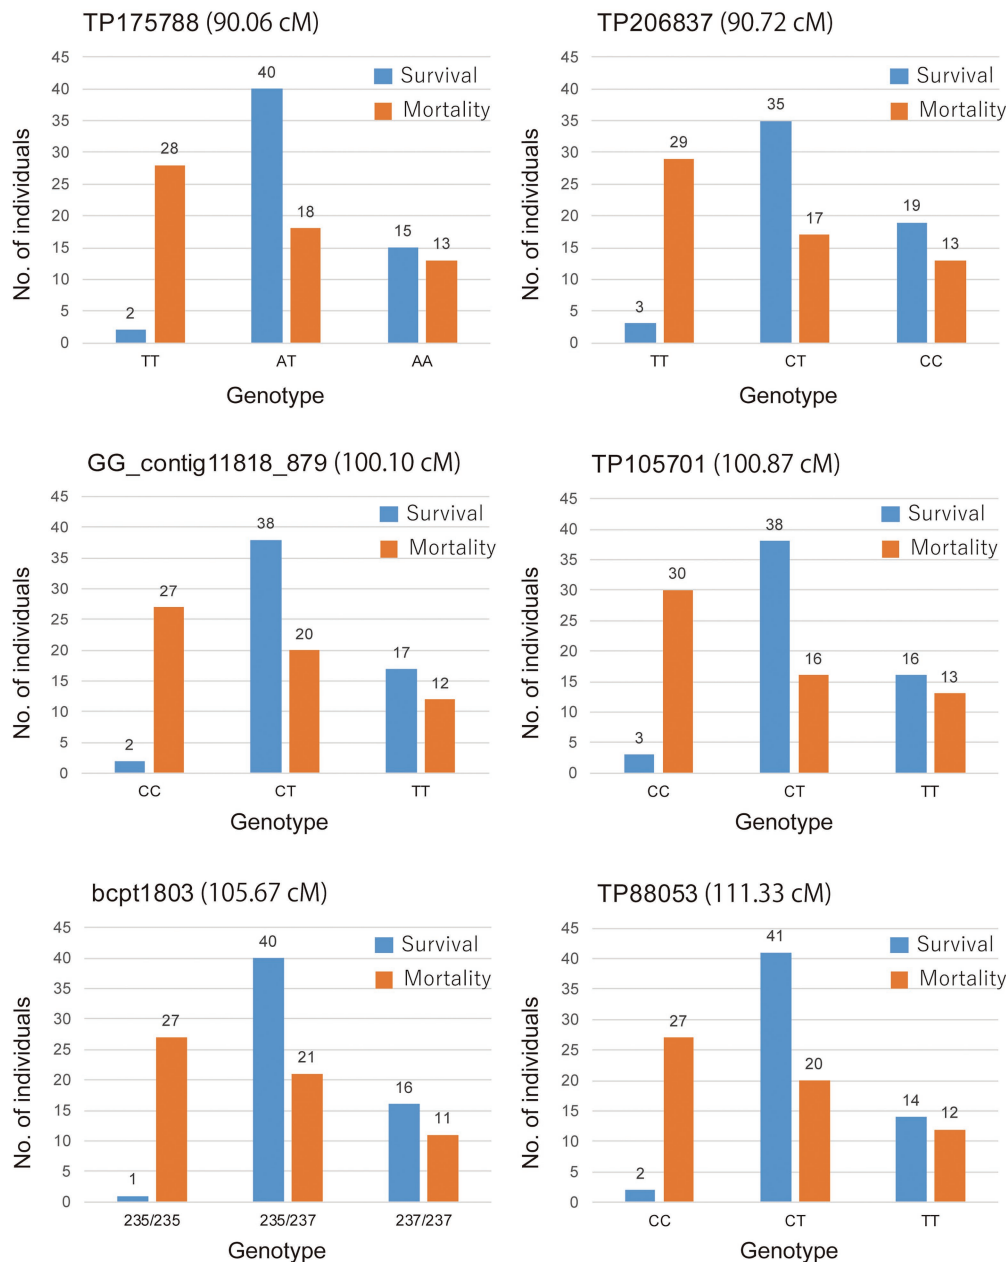 TP175788 (90.06 cM)
45
40
35
30
25
20
15
10
5
0
No. of individuals
Survival
Mortality
2
28
40
18
15
13
TT
AT
AA
Genotype
TP206837 (90.72 cM)
45
40
35
30
25
20
15
10
5
0
No. of individuals
Survival
Mortality
3
29
35
17
19
13
TT
CT
CC
Genotype
GG_contig11818_879 (100.10 cM)
45
40
35
30
25
20
15
10
5
0
No. of individuals
Survival
Mortality
2
27
38
20
17
12
CC
CT
TT
Genotype
TP105701 (100.87 cM)
45
40
35
30
25
20
15
10
5
0
No. of individuals
Survival
Mortality
3
30
38
16
16
13
CC
CT
TT
Genotype
bcpt1803 (105.67 cM)
45
40
35
30
25
20
15
10
5
0
No. of individuals
Survival
Mortality
1
27
40
21
16
11
235/235
235/237
237/237
Genotype
TP88053 (111.33 cM)
45
40
35
30
25
20
15
10
5
0
No. of individuals
Survival
Mortality
2
27
41
20
14
12
CC
CT
TT
Genotype